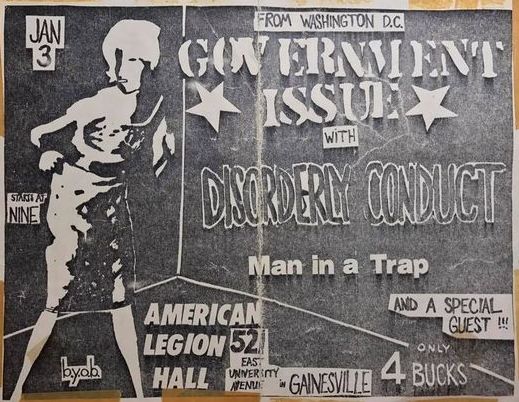 JAN
3
FROM WASHINGTON D.C.
GOVERNMENT
ISSUE
WITH
DISORDERLY CONDUCT
STARTS AT
NINE
Man in a Trap
AND A SPECIAL
GUEST !!!
AMERICAN
LEGION
HALL
521
EAST
UNIVERSITY
AVENUE
in GAINESVILLE
ONLY
4 BUCKS
b.y.o.b.